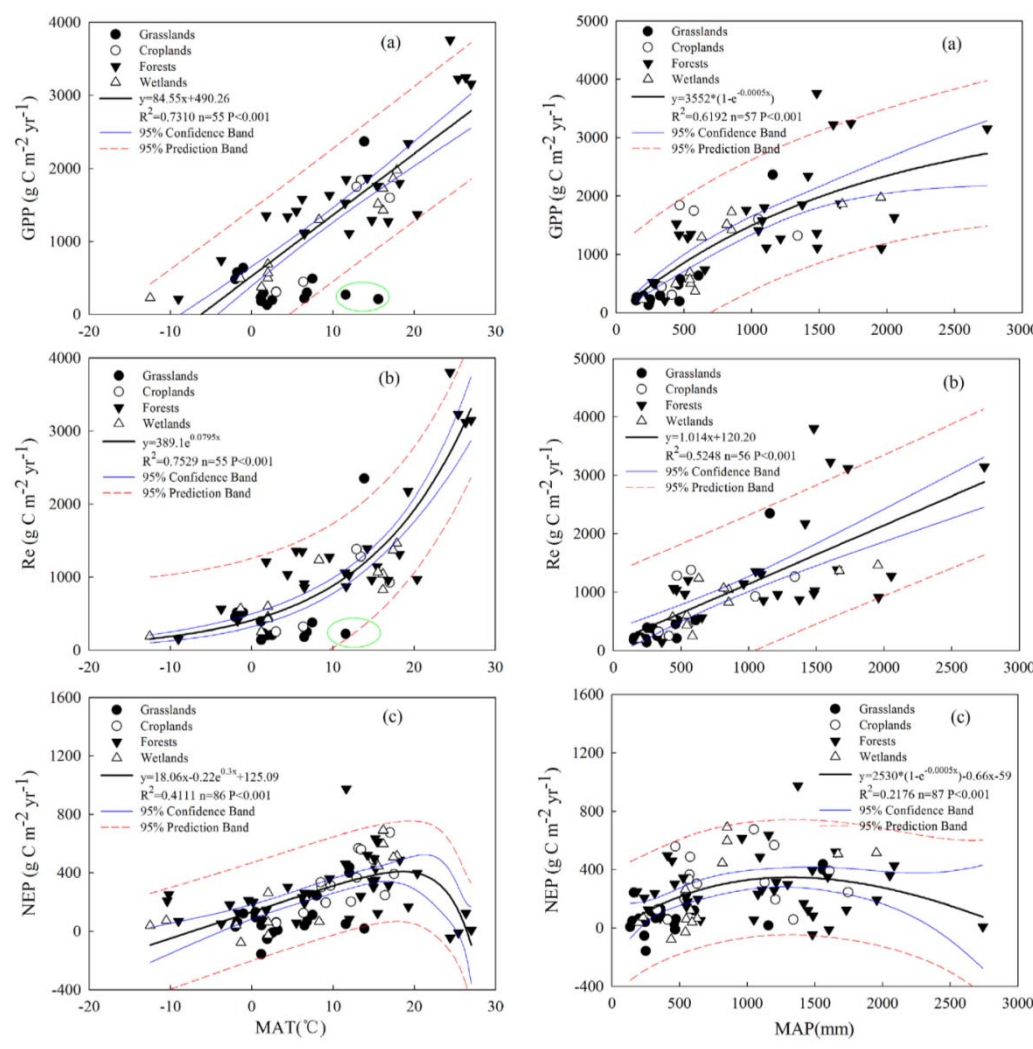 (a)
Grasslands
Croplands
Forests
Wetlands
y=84.55x+490.26
R²=0.7310 n=55 P<0.001
95% Confidence Band
95% Prediction Band
GPP (g C m⁻² yr⁻¹)
4000
3000
2000
1000
0
-20 -10 0 10 20 30
(a)
Grasslands
Croplands
Forests
Wetlands
y=3552*(1-e^-0.0005x)
R²=0.6192 n=57 P<0.001
95% Confidence Band
95% Prediction Band
GPP (g C m⁻² yr⁻¹)
5000
4000
3000
2000
1000
0
0 500 1000 1500 2000 2500 3000
(b)
Grasslands
Croplands
Forests
Wetlands
y=389.1e^0.0795x
R²=0.7529 n=55 P<0.001
95% Confidence Band
95% Prediction Band
Re (g C m⁻² yr⁻¹)
4000
3000
2000
1000
0
-20 -10 0 10 20 30
(b)
Grasslands
Croplands
Forests
Wetlands
y=1.014x+120.20
R²=0.5248 n=56 P<0.001
95% Confidence Band
95% Prediction Band
Re (g C m⁻² yr⁻¹)
5000
4000
3000
2000
1000
0
0 500 1000 1500 2000 2500 3000
(c)
Grasslands
Croplands
Forests
Wetlands
y=18.06x-0.22e^0.3x+125.09
R²=0.4111 n=86 P<0.001
95% Confidence Band
95% Prediction Band
NEP (g C m⁻² yr⁻¹)
1600
1200
800
400
0
-400
-20 -10 0 10 20 30
MAT(℃)
(c)
Grasslands
Croplands
Forests
Wetlands
y=2530*(1-e^-0.0005x)-0.66x-59
R²=0.2176 n=87 P<0.001
95% Confidence Band
95% Prediction Band
NEP (g C m⁻² yr⁻¹)
1600
1200
800
400
0
-400
0 500 1000 1500 2000 2500 3000
MAP(mm)